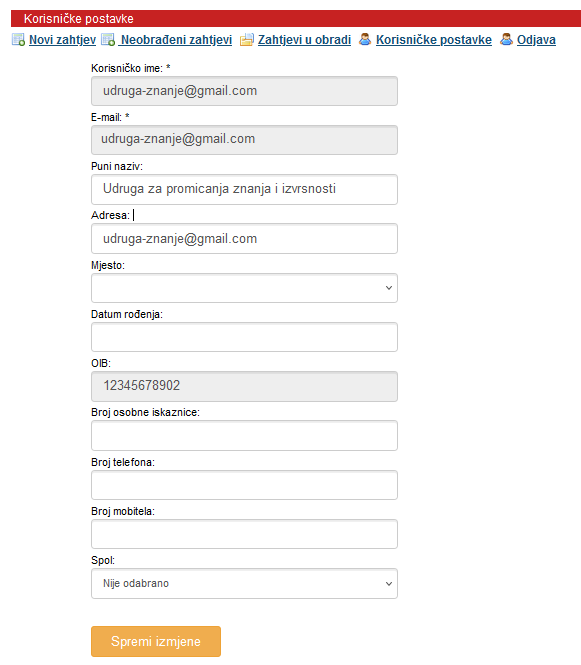 Korisničke postavke
Novi zahtjev Neobrađeni zahtjevi Zahtjevi u obradi Korisničke postavke Odjava
Korisničko ime: *
udruga-znanje@gmail.com
E-mail: *
udruga-znanje@gmail.com
Puni naziv:
Udruga za promicanja znanja i izvrsnosti
Adresa:
udruga-znanje@gmail.com
Mjesto:
Datum rođenja:
OIB:
12345678902
Broj osobne iskaznice:
Broj telefona:
Broj mobitela:
Spol:
Nije odabrano
Spremi izmjene